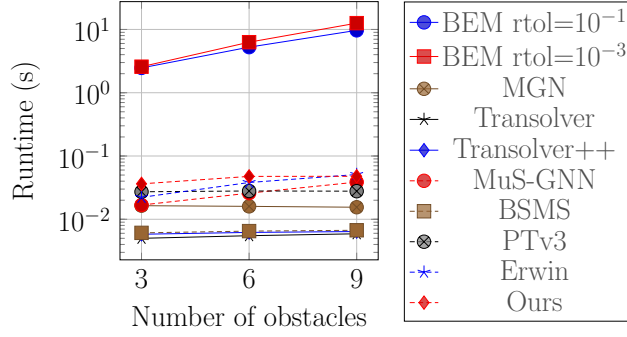 10^1
10^0
10^{-1}
10^{-2}
Runtime (s)
3 6 9
Number of obstacles
BEM rtol=10^{-1}
BEM rtol=10^{-3}
MGN
Transolver
Transolver++
MuS-GNN
BSMS
PTv3
Erwin
Ours